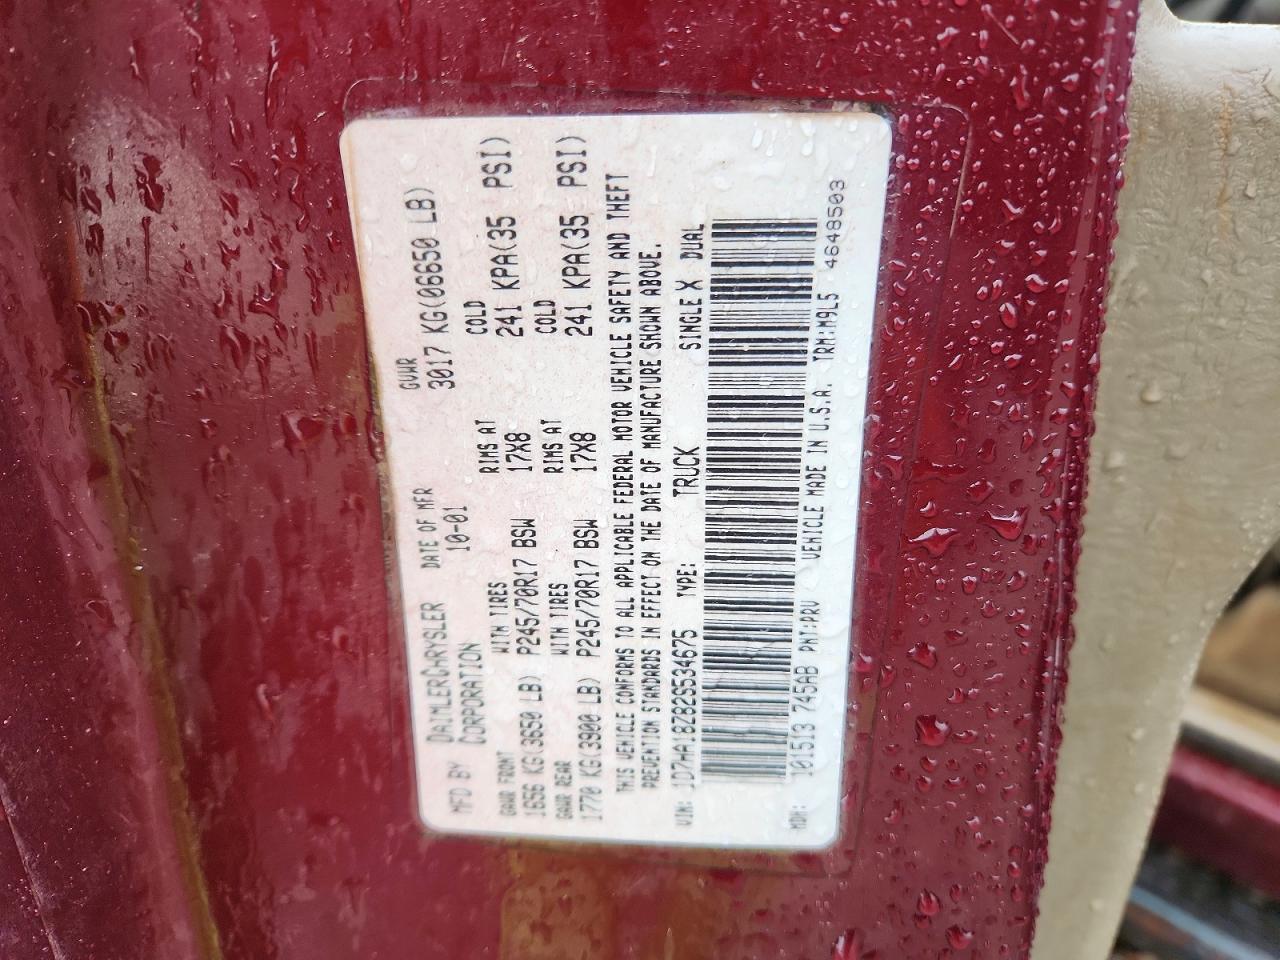 MFD BY DAIMLERCHRYSLER CORPORATION DATE OF MFR 10-01 GVWR 3017 KG(06650 LB)
GAWR FRONT WITH TIRES RIMS AT COLD
1656 KG(3650 LB) P245/70R17 BSW 17X8 241 KPA(35 PSI)
GAWR REAR WITH TIRES RIMS AT COLD
1770 KG(3900 LB) P245/70R17 BSW 17X8 241 KPA(35 PSI)
THIS VEHICLE CONFORMS TO ALL APPLICABLE FEDERAL MOTOR VEHICLE SAFETY AND THEFT
PREVENTION STANDARDS IN EFFECT ON THE DATE OF MANUFACTURE SHOWN ABOVE.
VIN: 1D7HA18Z82S534675 TYPE: TRUCK SINGLE X DUAL
MDH: 101513 745AB PNT:PRV VEHICLE MADE IN U.S.A. TRM:M9L5 4648503